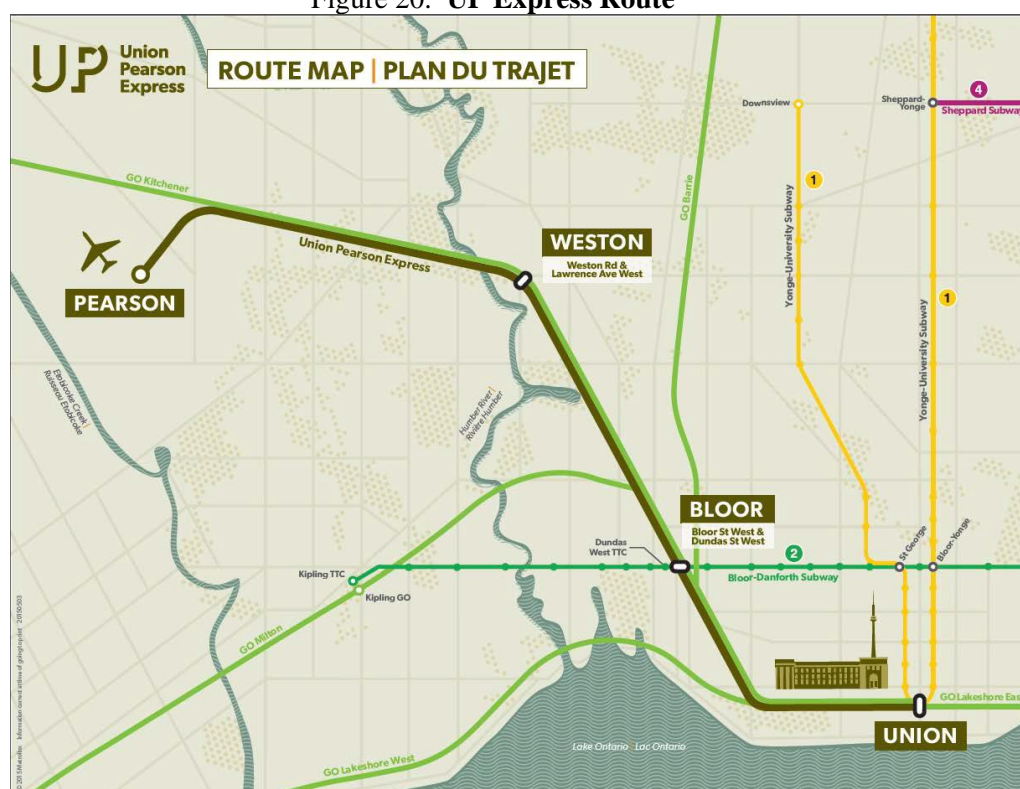 Figure 20. UP Express Route
UP Union
Pearson
Express
ROUTE MAP | PLAN DU TRAJET
Downsview
Sheppard-
Yonge
4
Sheppard Subway
GO Kitchener
GO Barrie
1
Yonge-University Subway
Union Pearson Express
WESTON
Weston Rd &
Lawrence Ave West
PEARSON
1
Yonge-University Subway
Etobicoke Creek |
Ruisseau Etobicoke
Humber River |
Rivière Humber
BLOOR
Bloor St West &
Dundas St West
Dundas
West TTC
2
St George
Bloor-Yonge
Bloor-Danforth Subway
Kipling TTC
Kipling GO
GO Milton
GO Lakeshore East
UNION
Lake Ontario | Lac Ontario
GO Lakeshore West